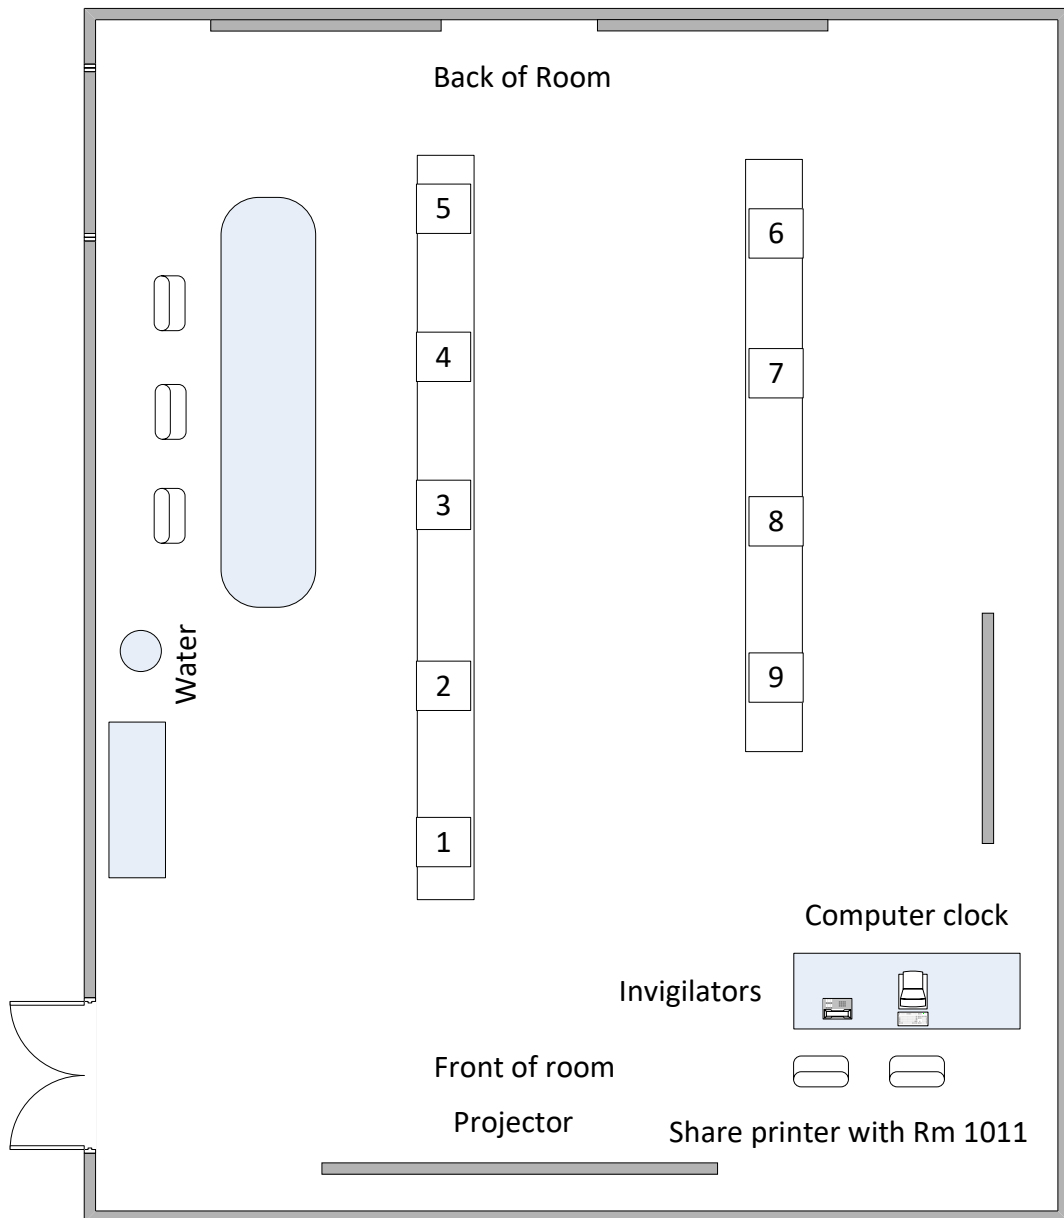 Back of Room
5
6
4
7
3
8
Water
2
9
1
Computer clock
Invigilators
Front of room
Projector
Share printer with Rm 1011